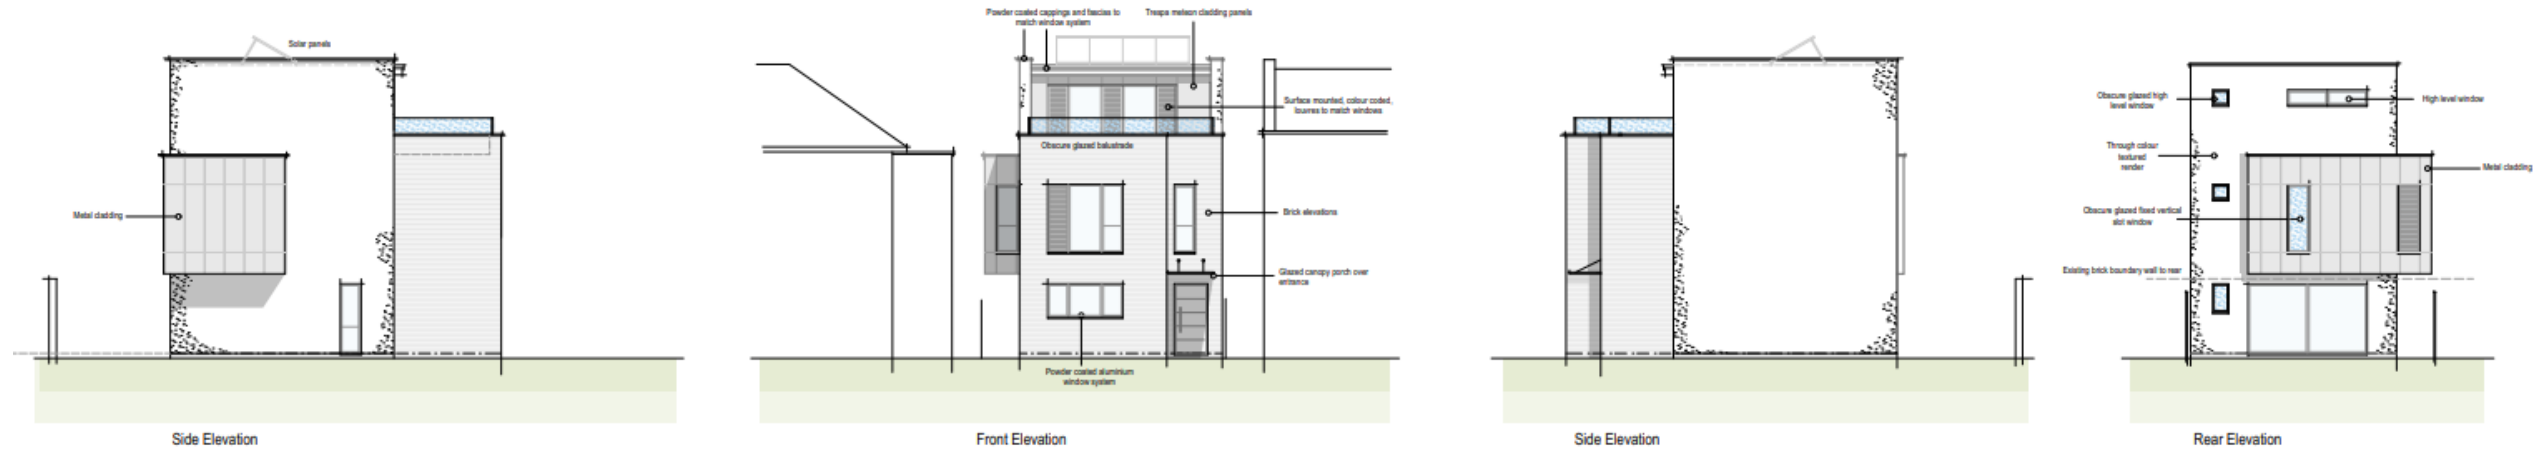 Solar panels
Metal cladding
Side Elevation
Powder coated cappings and fascias to
match window system
Trespa meteon cladding panels
Surface mounted, colour coded,
louvres to match windows
Obscure glazed balustrade
Brick elevations
Glazed canopy porch over
entrance
Powder coated aluminium
window system
Front Elevation
Side Elevation
Obscure glazed high
level window
High level window
Through colour
textured
render
Metal cladding
Obscure glazed fixed vertical
slot window
Existing brick boundary wall to rear
Rear Elevation